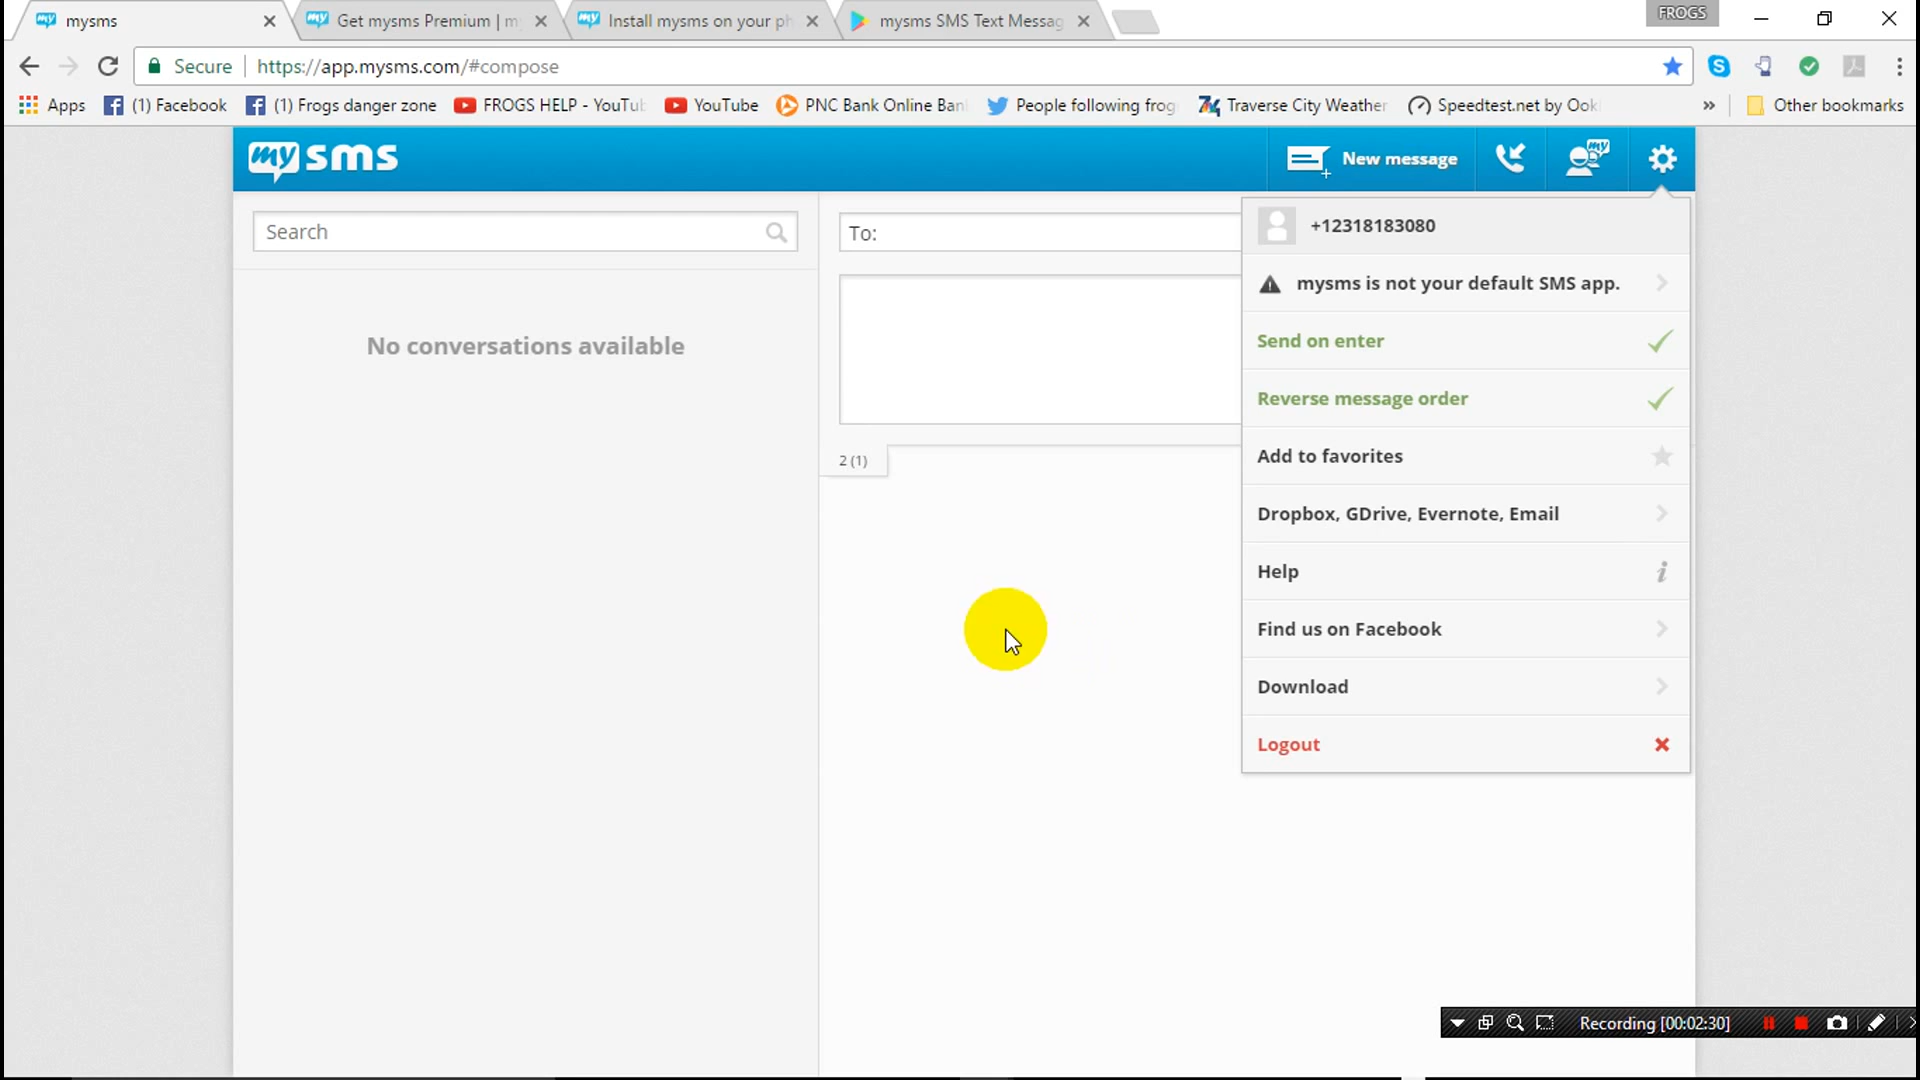 mysms
Get mysms Premium | m
Install mysms on your ph
mysms SMS Text Messag
FROGS
Secure
https://app.mysms.com/#compose
Apps
(1) Facebook
(1) Frogs danger zone
FROGS HELP - YouTu
YouTube
PNC Bank Online Ban
People following frog
Traverse City Weather
Speedtest.net by Ook
»
Other bookmarks
my sms
New message
my
Search
To:
+12318183080
mysms is not your default SMS app.
Send on enter
No conversations available
Reverse message order
2 (1)
Add to favorites
Dropbox, GDrive, Evernote, Email
Help
Find us on Facebook
Download
Logout
Recording [00:02:30]